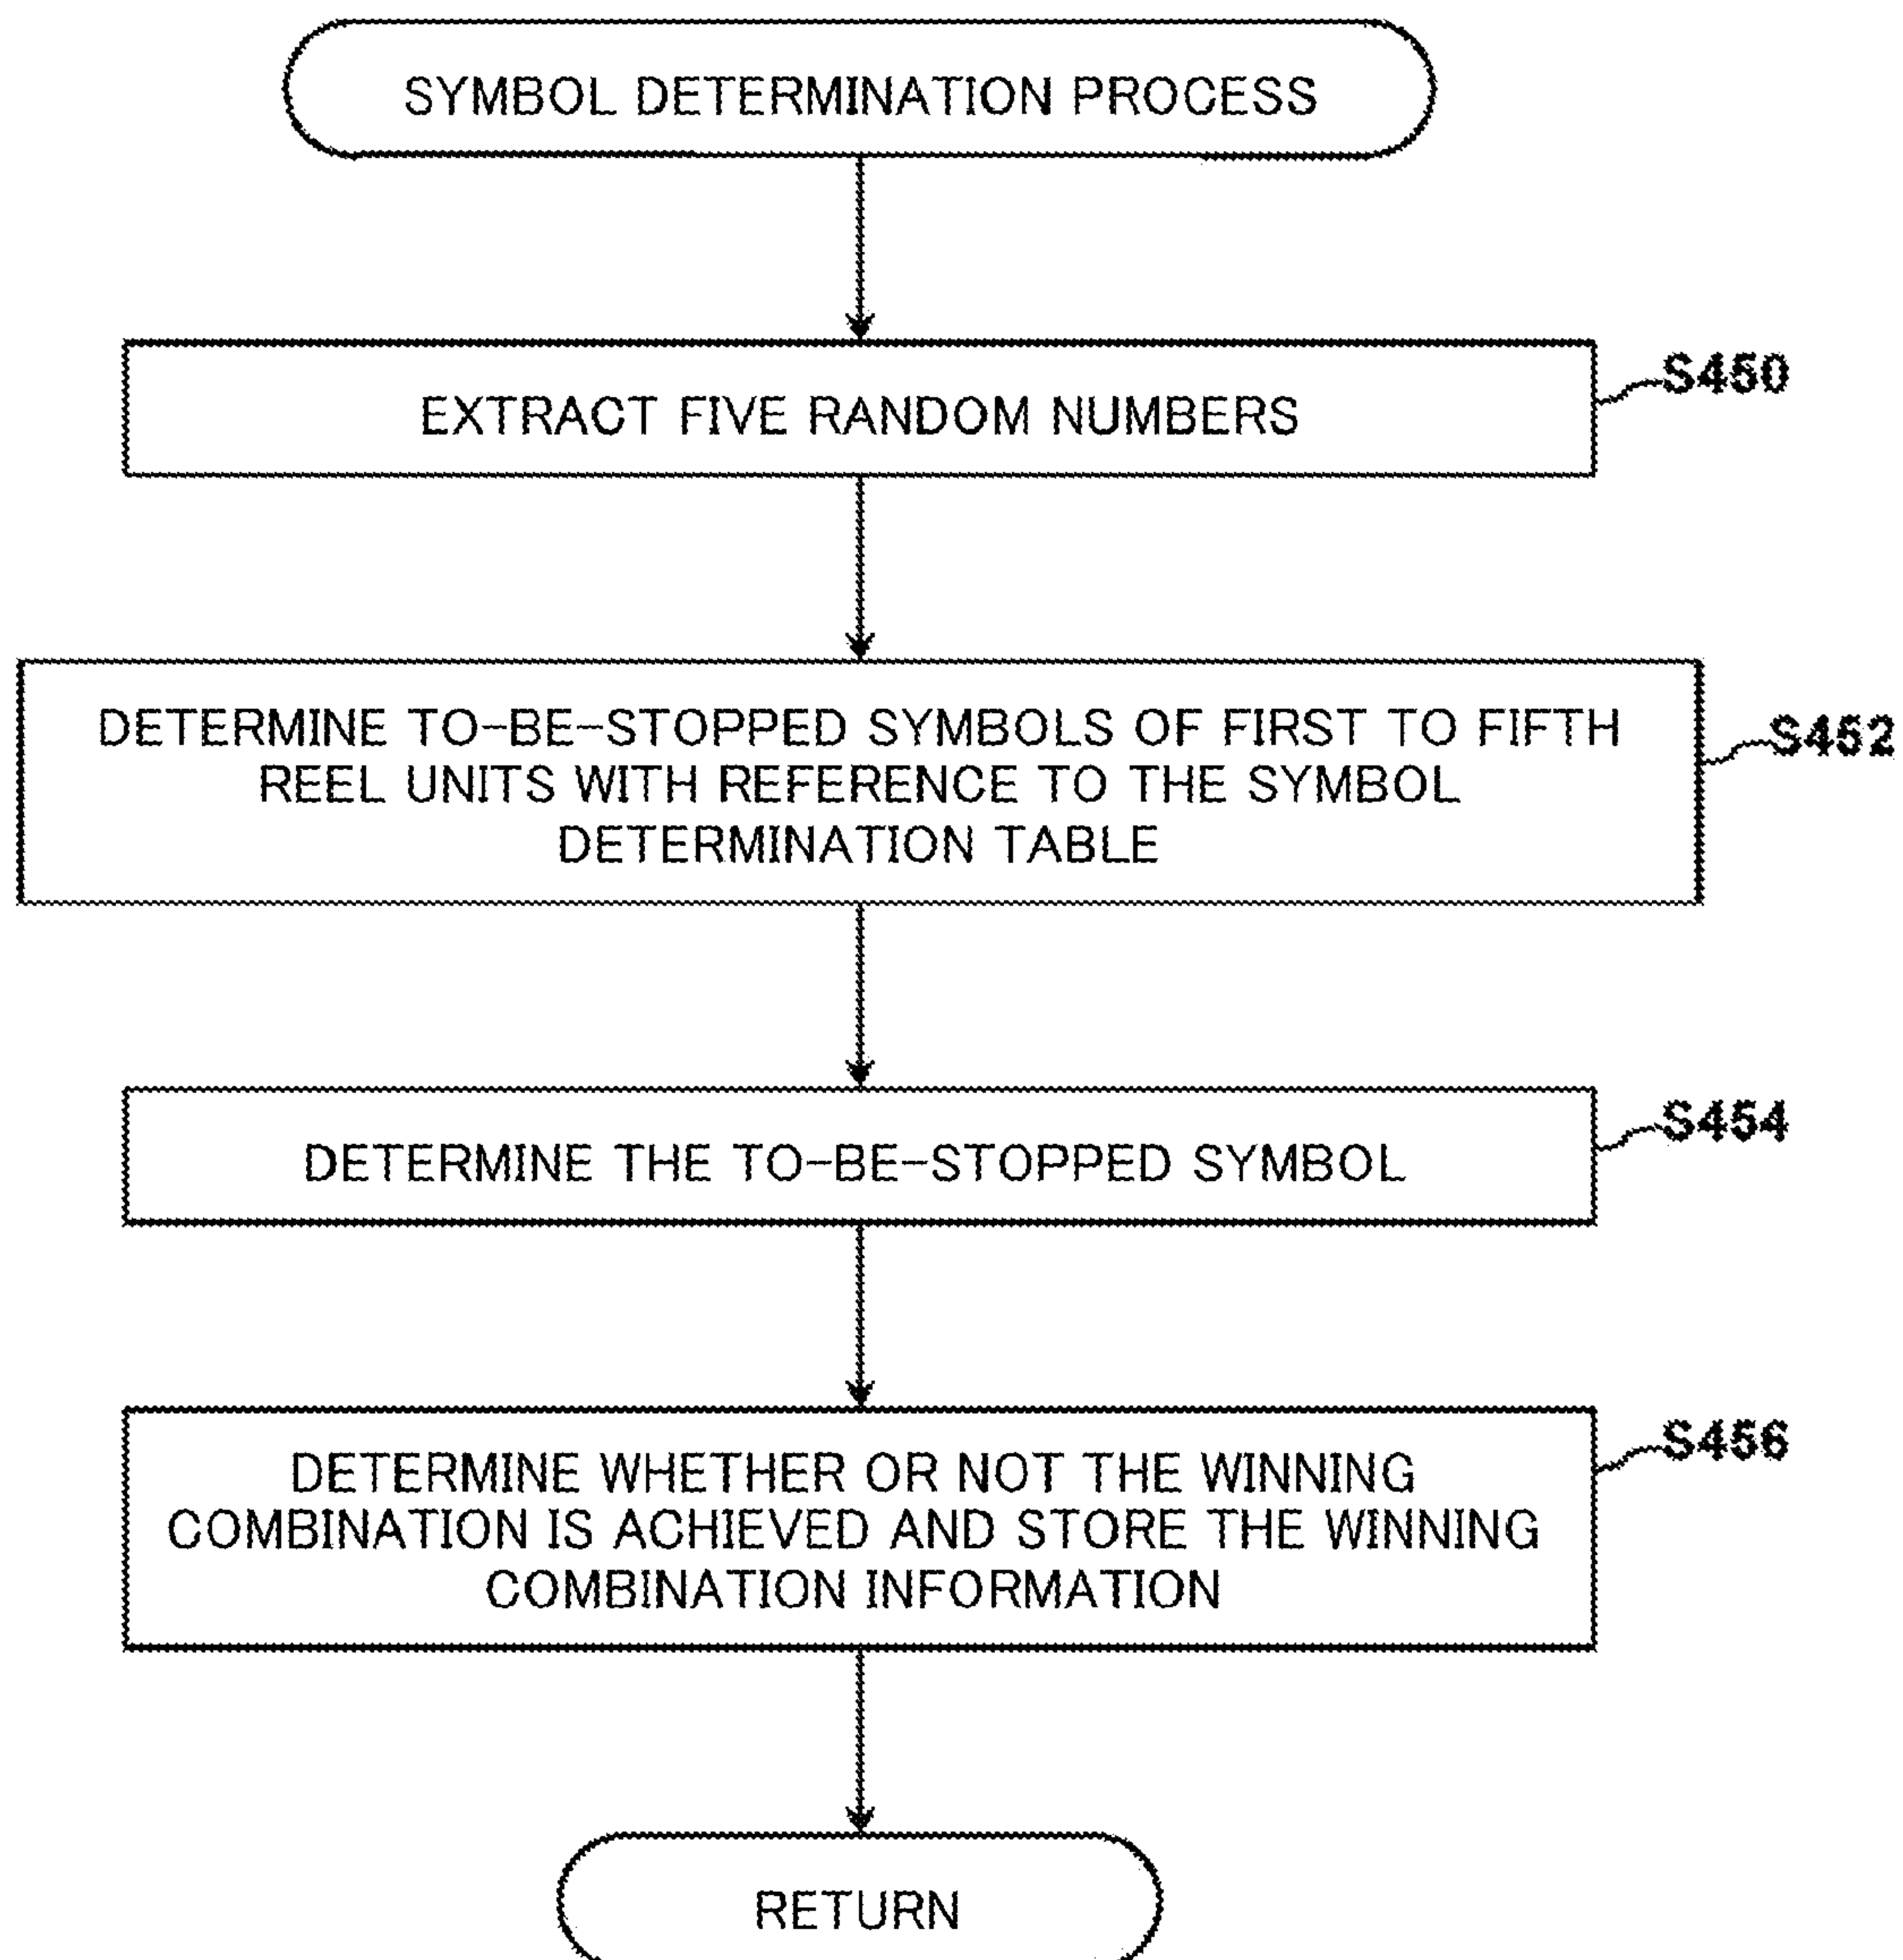 SYMBOL DETERMINATION PROCESS
EXTRACT FIVE RANDOM NUMBERS
S450
DETERMINE TO-BE-STOPPED SYMBOLS OF FIRST TO FIFTH
REEL UNITS WITH REFERENCE TO THE SYMBOL
DETERMINATION TABLE
S452
DETERMINE THE TO-BE-STOPPED SYMBOL
S454
DETERMINE WHETHER OR NOT THE WINNING
COMBINATION IS ACHIEVED AND STORE THE WINNING
COMBINATION INFORMATION
S456
RETURN